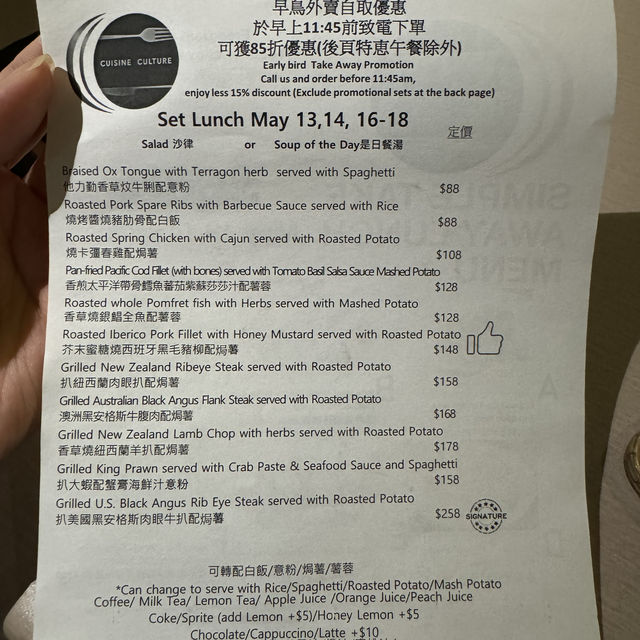 早鳥外賣自取優惠
於早上11:45前致電下單
可獲85折優惠(後頁特惠午餐除外)
CUISINE CULTURE
Early bird Take Away Promotion
Call us and order before 11:45am,
enjoy less 15% discount (Exclude promotional sets at the back page)
Set Lunch May 13,14, 16-18
定價
Salad 沙律 or Soup of the Day是日餐湯
Braised Ox Tongue with Terragon herb served with Spaghetti
他力勤香草炆牛脷配意粉 $88
Roasted Pork Spare Ribs with Barbecue Sauce served with Rice
燒烤醬燒豬肋骨配白飯 $88
Roasted Spring Chicken with Cajun served with Roasted Potato
燒卡彌春雞配焗薯 $108
Pan-fried Pacific Cod Fillet (with bones) served with Tomato Basil Salsa Sauce Mashed Potato
香煎太平洋帶骨鱈魚蕃茄紫蘇莎莎汁配薯蓉 $128
Roasted whole Pomfret fish with Herbs served with Mashed Potato
香草燒䱽鯧全魚配薯蓉 $128
Roasted Iberico Pork Fillet with Honey Mustard served with Roasted Potato
芥末蜜糖燒西班牙黑毛豬柳配焗薯 $148
Grilled New Zealand Ribeye Steak served with Roasted Potato
扒紐西蘭肉眼扒配焗薯 $158
Grilled Australian Black Angus Flank Steak served with Roasted Potato
澳洲黑安格斯牛腹肉配焗薯 $168
Grilled New Zealand Lamb Chop with herbs served with Roasted Potato
香草燒紐西蘭羊扒配焗薯 $178
Grilled King Prawn served with Crab Paste & Seafood Sauce and Spaghetti
扒大蝦配蟹膏海鮮汁意粉 $158
Grilled U.S. Black Angus Rib Eye Steak served with Roasted Potato
扒美國黑安格斯肉眼牛扒配焗薯 $258
SIGNATURE
可轉配白飯/意粉/焗薯/薯蓉
*Can change to serve with Rice/Spaghetti/Roasted Potato/Mash Potato
Coffee/ Milk Tea/ Lemon Tea/ Apple Juice /Orange Juice/Peach Juice
Coke/Sprite (add Lemon +$5)/Honey Lemon +$5
Chocolate/Cappuccino/Latte +$10